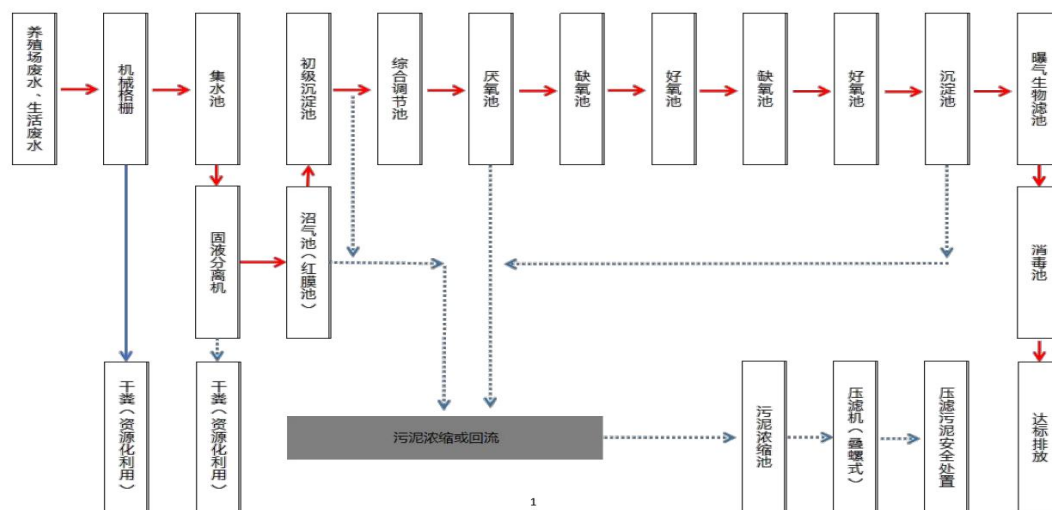 养殖场废水、生活废水
机械格栅
集水池
初级沉淀池
综合调节池
厌氧池
缺氧池
好氧池
缺氧池
好氧池
沉淀池
曝气生物滤池
固液分离机
沼气池（红膜池）
消毒池
干粪（资源化利用）
干粪（资源化利用）
污泥浓缩或回流
污泥浓缩池
压滤机（叠螺式）
压滤污泥安全处置
达标排放
1